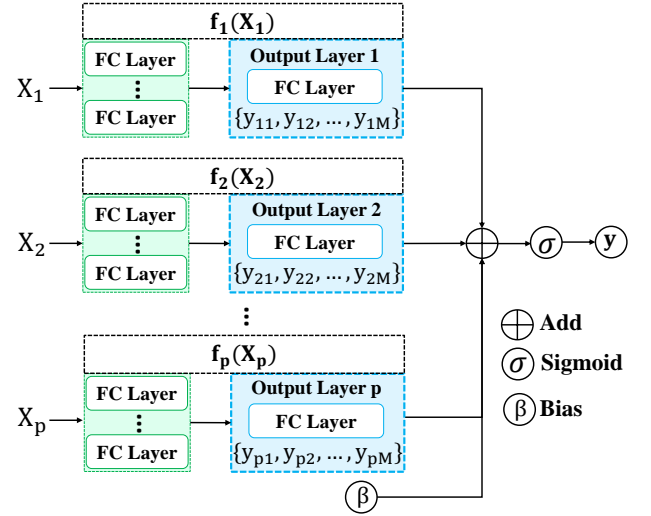 f₁(X₁)
FC Layer
FC Layer
X₁
Output Layer 1
FC Layer
{y₁₁, y₁₂, ..., y₁M}
f₂(X₂)
FC Layer
FC Layer
X₂
Output Layer 2
FC Layer
{y₂₁, y₂₂, ..., y₂M}
σ
y
...
fₚ(Xₚ)
FC Layer
FC Layer
Xₚ
Output Layer p
FC Layer
{yₚ₁, yₚ₂, ..., yₚM}
β
Add
σ Sigmoid
β Bias